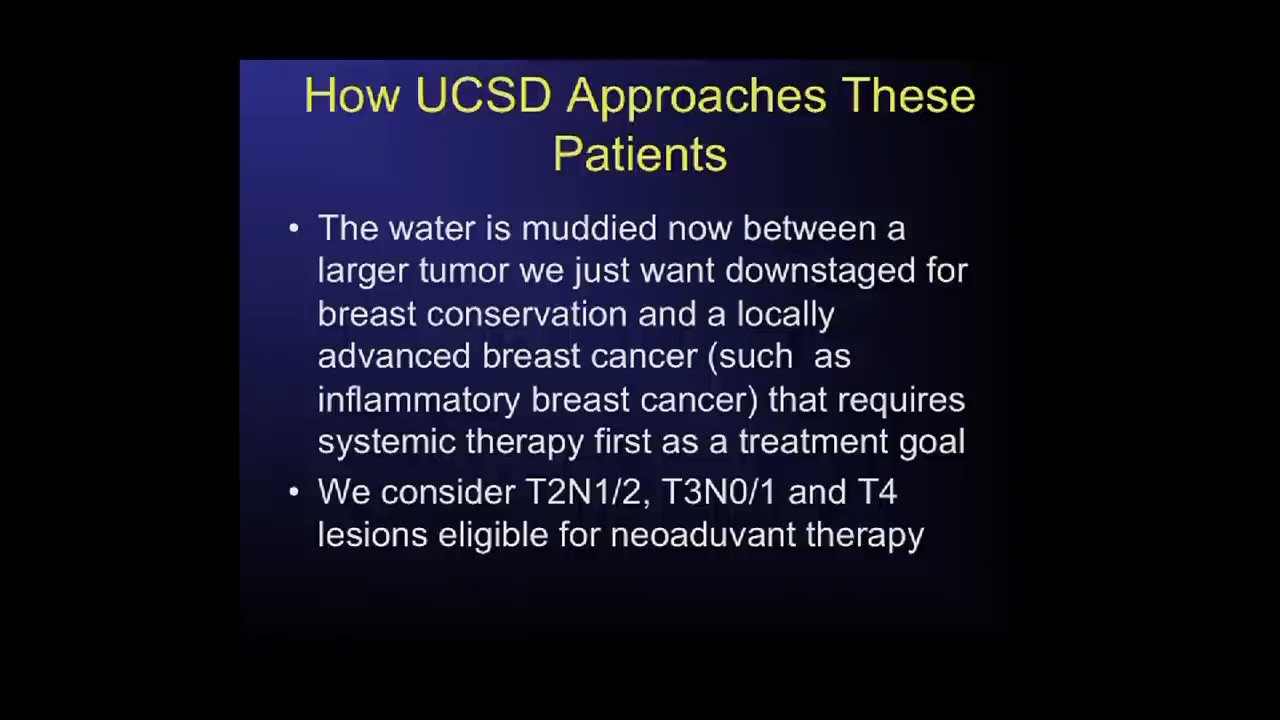 How UCSD Approaches These
Patients
• The water is muddied now between a
larger tumor we just want downstaged for
breast conservation and a locally
advanced breast cancer (such  as
inflammatory breast cancer) that requires
systemic therapy first as a treatment goal
• We consider T2N1/2, T3N0/1 and T4
lesions eligible for neoaduvant therapy